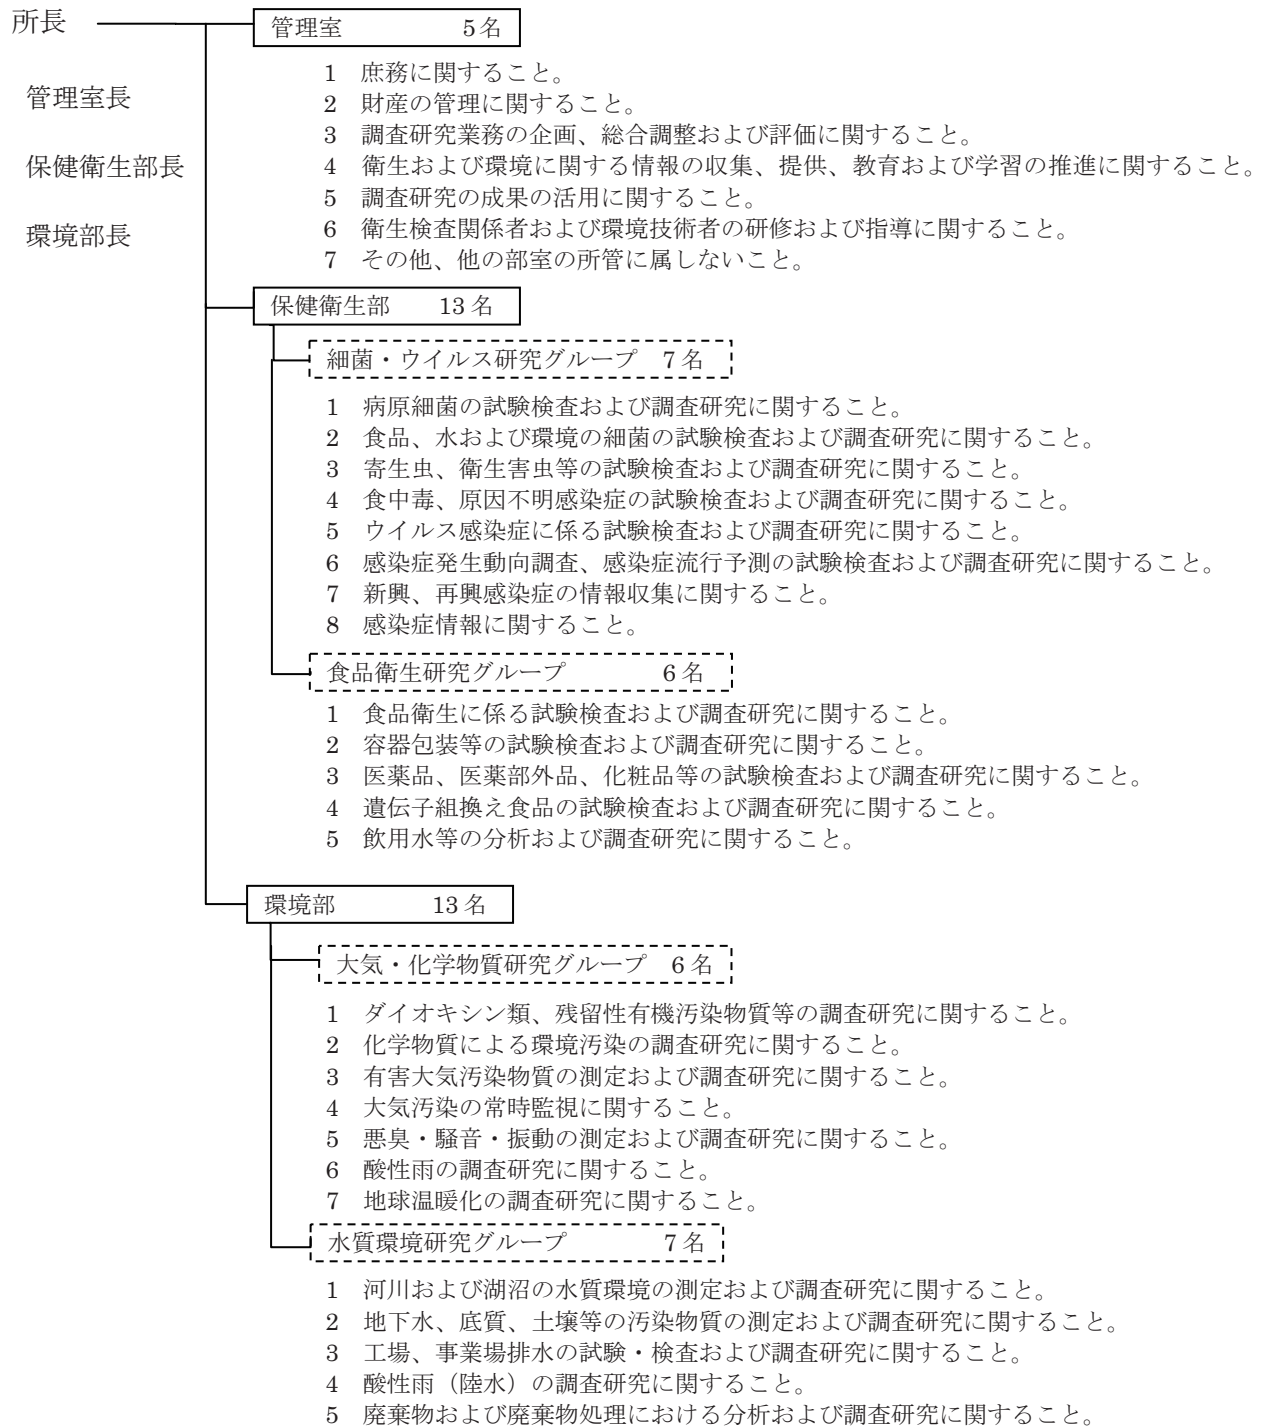 所長
管理室 5名
1 庶務に関すること。
管理室長
2 財産の管理に関すること。
3 調査研究業務の企画、総合調整および評価に関すること。
保健衛生部長
4 衛生および環境に関する情報の収集、提供、教育および学習の推進に関すること。
5 調査研究の成果の活用に関すること。
環境部長
6 衛生検査関係者および環境技術者の研修および指導に関すること。
7 その他、他の部室の所管に属しないこと。
保健衛生部 13名
細菌・ウイルス研究グループ 7名
1 病原細菌の試験検査および調査研究に関すること。
2 食品、水および環境の細菌の試験検査および調査研究に関すること。
3 寄生虫、衛生害虫等の試験検査および調査研究に関すること。
4 食中毒、原因不明感染症の試験検査および調査研究に関すること。
5 ウイルス感染症に係る試験検査および調査研究に関すること。
6 感染症発生動向調査、感染症流行予測の試験検査および調査研究に関すること。
7 新興、再興感染症の情報収集に関すること。
8 感染症情報に関すること。
食品衛生研究グループ 6名
1 食品衛生に係る試験検査および調査研究に関すること。
2 容器包装等の試験検査および調査研究に関すること。
3 医薬品、医薬部外品、化粧品等の試験検査および調査研究に関すること。
4 遺伝子組換え食品の試験検査および調査研究に関すること。
5 飲用水等の分析および調査研究に関すること。
環境部 13名
大気・化学物質研究グループ 6名
1 ダイオキシン類、残留性有機汚染物質等の調査研究に関すること。
2 化学物質による環境汚染の調査研究に関すること。
3 有害大気汚染物質の測定および調査研究に関すること。
4 大気汚染の常時監視に関すること。
5 悪臭・騒音・振動の測定および調査研究に関すること。
6 酸性雨の調査研究に関すること。
7 地球温暖化の調査研究に関すること。
水質環境研究グループ 7名
1 河川および湖沼の水質環境の測定および調査研究に関すること。
2 地下水、底質、土壌等の汚染物質の測定および調査研究に関すること。
3 工場、事業場排水の試験・検査および調査研究に関すること。
4 酸性雨（陸水）の調査研究に関すること。
5 廃棄物および廃棄物処理における分析および調査研究に関すること。